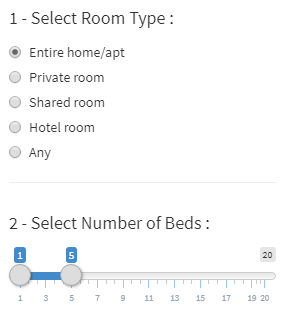 1 - Select Room Type :
Entire home/apt
Private room
Shared room
Hotel room
Any
2 - Select Number of Beds :
1 5 20
1 3 5 7 9 11 13 15 17 19 20